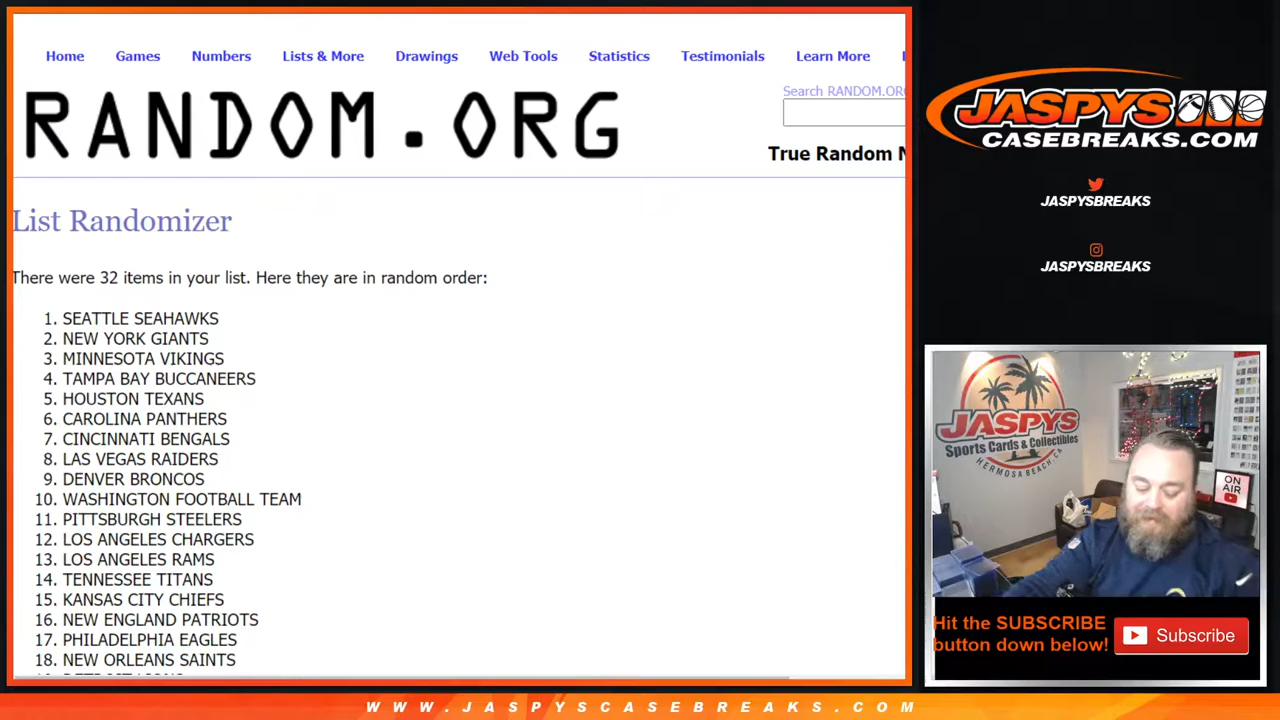 Home Games Numbers Lists & More Drawings Web Tools Statistics Testimonials Learn More
Search RANDOM.ORG
RANDOM.ORG
True Random
List Randomizer
There were 32 items in your list. Here they are in random order:
1. SEATTLE SEAHAWKS
2. NEW YORK GIANTS
3. MINNESOTA VIKINGS
4. TAMPA BAY BUCCANEERS
5. HOUSTON TEXANS
6. CAROLINA PANTHERS
7. CINCINNATI BENGALS
8. LAS VEGAS RAIDERS
9. DENVER BRONCOS
10. WASHINGTON FOOTBALL TEAM
11. PITTSBURGH STEELERS
12. LOS ANGELES CHARGERS
13. LOS ANGELES RAMS
14. TENNESSEE TITANS
15. KANSAS CITY CHIEFS
16. NEW ENGLAND PATRIOTS
17. PHILADELPHIA EAGLES
18. NEW ORLEANS SAINTS
JASPYS
CASEBREAKS.COM
JASPYSBREAKS
JASPYSBREAKS
JASPYS
Sports Cards & Collectibles
HERMOSA BEACH, CA
ON
AIR
Hit the SUBSCRIBE
button down below!
Subscribe
WWW.JASPYSCASEBREAKS.COM